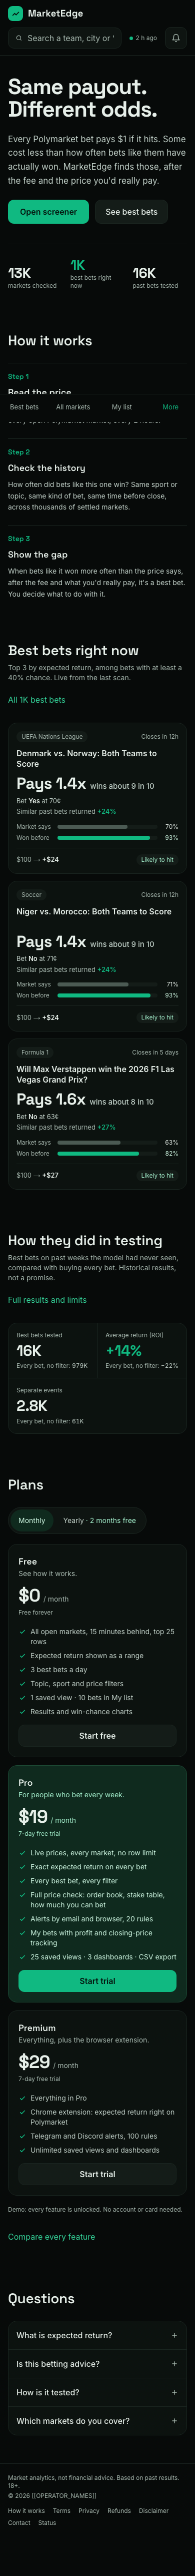 MarketEdge
Search a team, city or '
2 h ago
Same payout.
Different odds.
Every Polymarket bet pays $1 if it hits. Some
cost less than how often bets like them have
actually won. MarketEdge finds those, after
the fee and the price you'd really pay.
Open screener
See best bets
13K
markets checked
1K
best bets right
now
16K
past bets tested
How it works
Step 1
Read the price
Best bets
All markets
My list
More
Step 2
Check the history
How often did bets like this one win? Same sport or
topic, same kind of bet, same time before close,
across thousands of settled markets.
Step 3
Show the gap
When bets like it won more often than the price says,
after the fee and what you'd really pay, it's a best bet.
You decide what to do with it.
Best bets right now
Top 3 by expected return, among bets with at least a
40% chance. Live from the last scan.
All 1K best bets
UEFA Nations League
Closes in 12h
Denmark vs. Norway: Both Teams to
Score
Pays 1.4x wins about 9 in 10
Bet Yes at 70¢
Similar past bets returned +24%
Market says 70%
Won before 93%
$100 → +$24
Likely to hit
Soccer
Closes in 12h
Niger vs. Morocco: Both Teams to Score
Pays 1.4x wins about 9 in 10
Bet No at 71¢
Similar past bets returned +24%
Market says 71%
Won before 93%
$100 → +$24
Likely to hit
Formula 1
Closes in 5 days
Will Max Verstappen win the 2026 F1 Las
Vegas Grand Prix?
Pays 1.6x wins about 8 in 10
Bet No at 63¢
Similar past bets returned +27%
Market says 63%
Won before 82%
$100 → +$27
Likely to hit
How they did in testing
Best bets on past weeks the model had never seen,
compared with buying every bet. Historical results,
not a promise.
Full results and limits
Best bets tested
16K
Every bet, no filter: 979K
Average return (ROI)
+14%
Every bet, no filter: −22%
Separate events
2.8K
Every bet, no filter: 61K
Plans
Monthly
Yearly · 2 months free
Free
See how it works.
$0 / month
Free forever
All open markets, 15 minutes behind, top 25
rows
Expected return shown as a range
3 best bets a day
Topic, sport and price filters
1 saved view · 10 bets in My list
Results and win-chance charts
Start free
Pro
For people who bet every week.
$19 / month
7-day free trial
Live prices, every market, no row limit
Exact expected return on every bet
Every best bet, every filter
Full price check: order book, stake table,
how much you can bet
Alerts by email and browser, 20 rules
My bets with profit and closing-price
tracking
25 saved views · 3 dashboards · CSV export
Start trial
Premium
Everything, plus the browser extension.
$29 / month
7-day free trial
Everything in Pro
Chrome extension: expected return right on
Polymarket
Telegram and Discord alerts, 100 rules
Unlimited saved views and dashboards
Start trial
Demo: every feature is unlocked. No account or card needed.
Compare every feature
Questions
What is expected return? +
Is this betting advice? +
How is it tested? +
Which markets do you cover? +
Market analytics, not financial advice. Based on past results.
18+.
© 2026 [[OPERATOR_NAME]]
How it works
Terms
Privacy
Refunds
Disclaimer
Contact
Status